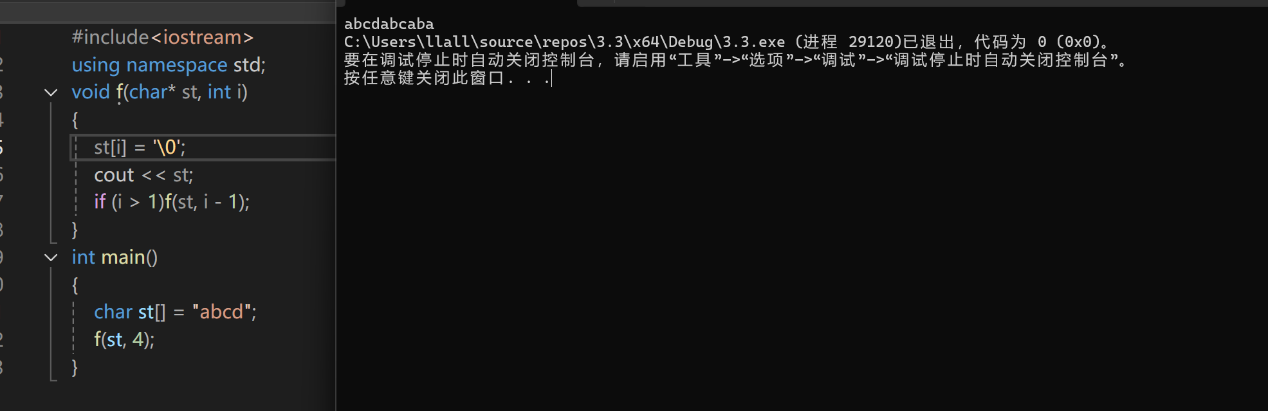 #include<iostream>
using namespace std;
void f(char* st, int i)
{
st[i] = '\0';
cout << st;
if (i > 1)f(st, i - 1);
}
int main()
{
char st[] = "abcd";
f(st, 4);
}
abcdabcaba
C:\Users\llall\source\repos\3.3\x64\Debug\3.3.exe (进程 29120)已退出，代码为 0 (0x0)。
要在调试停止时自动关闭控制台，请启用“工具”->“选项”->“调试”->“调试停止时自动关闭控制台”。
按任意键关闭此窗口. . .